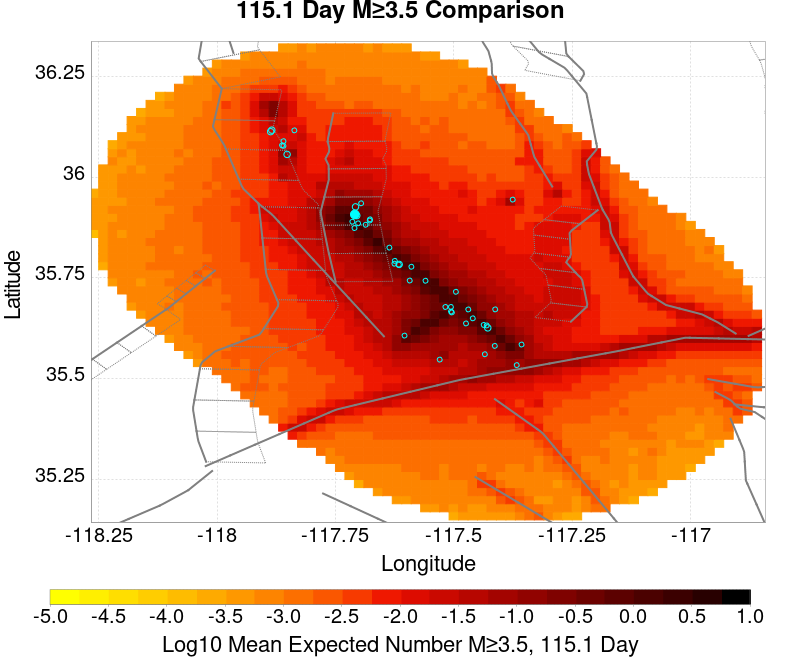 115.1 Day M≥3.5 Comparison
36.25
36
35.75
35.5
35.25
Latitude
-118.25 -118 -117.75 -117.5 -117.25 -117
Longitude
-5.0 -4.5 -4.0 -3.5 -3.0 -2.5 -2.0 -1.5 -1.0 -0.5 0.0 0.5 1.0
Log10 Mean Expected Number M≥3.5, 115.1 Day